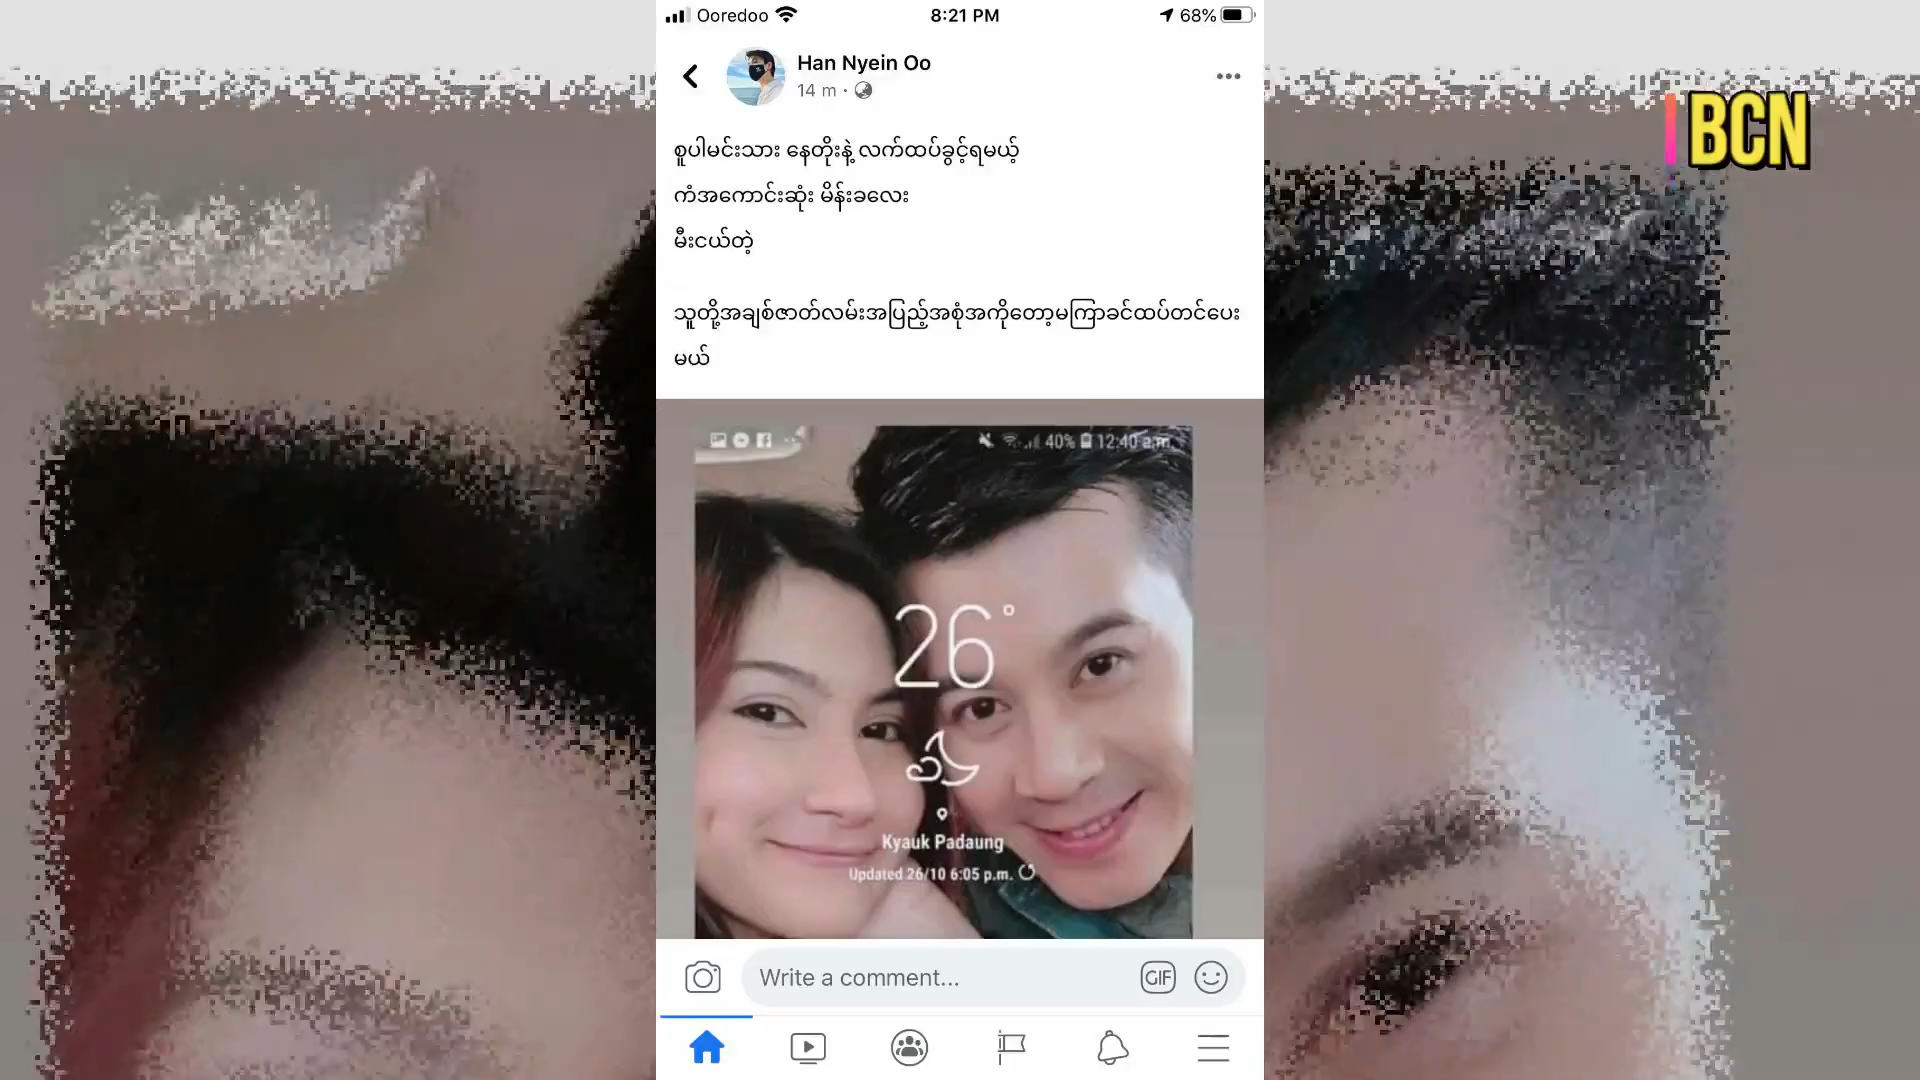 Ooredoo 8:21 PM 68%
Han Nyein Oo
14 m ·
BCN
စူပါမင်းသား နေတိုးနဲ့ လက်ထပ်ခွင့်ရမယ့်
ကံအကောင်းဆုံး မိန်းခလေး
မီးငယ်တဲ့
သူတို့အချစ်ဇာတ်လမ်းအပြည့်အစုံအကိုတော့မကြာခင်ထပ်တင်ပေး
မယ်
40% 12:40 a.m.
26°
Kyauk Padaung
Updated 26/10 6:05 p.m.
Write a comment...
GIF